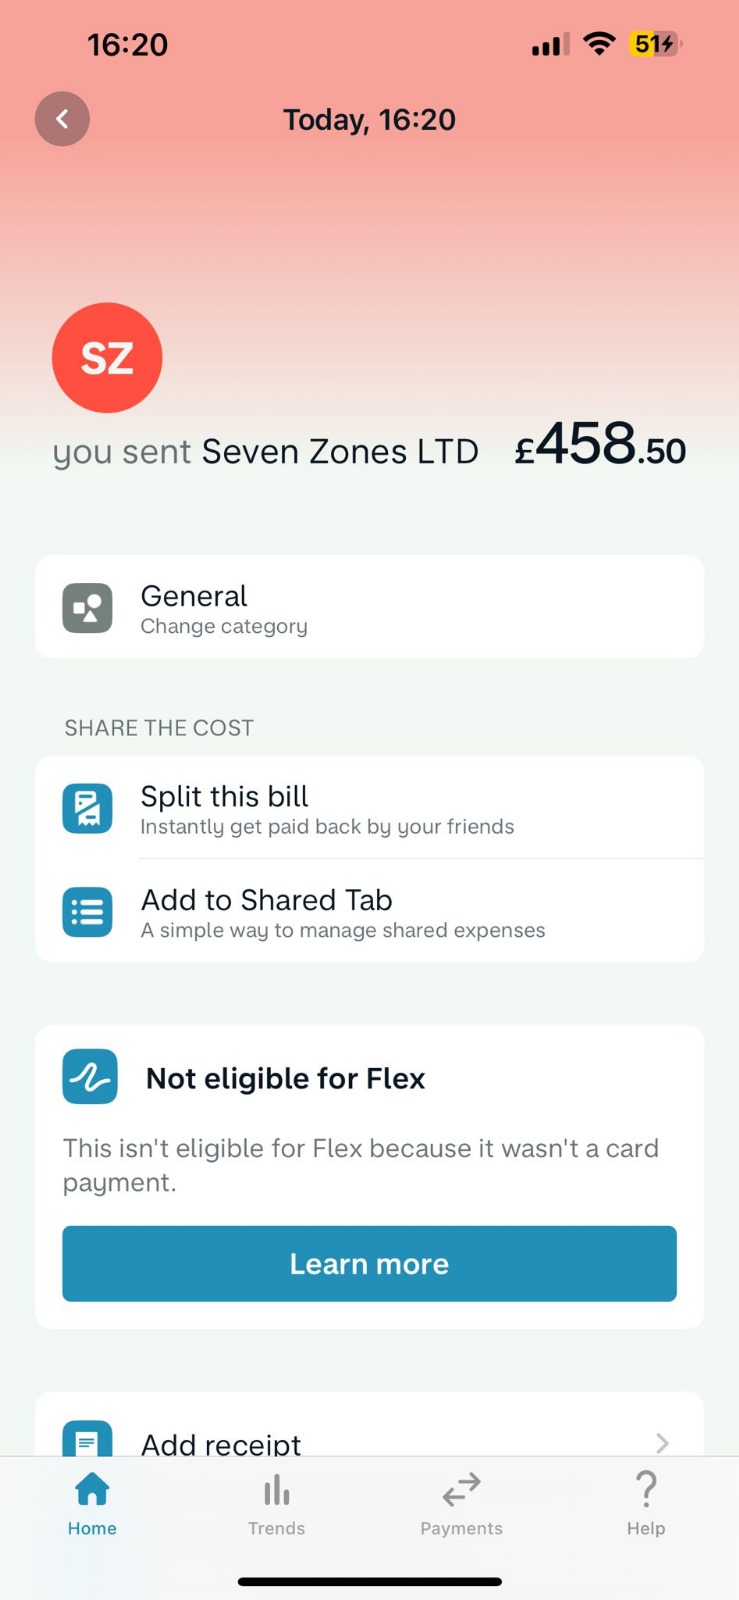 16:20
51
Today, 16:20
SZ
you sent Seven Zones LTD £458.50
General
Change category
SHARE THE COST
Split this bill
Instantly get paid back by your friends
Add to Shared Tab
A simple way to manage shared expenses
Not eligible for Flex
This isn't eligible for Flex because it wasn't a card
payment.
Learn more
Add receipt
Home Trends Payments Help